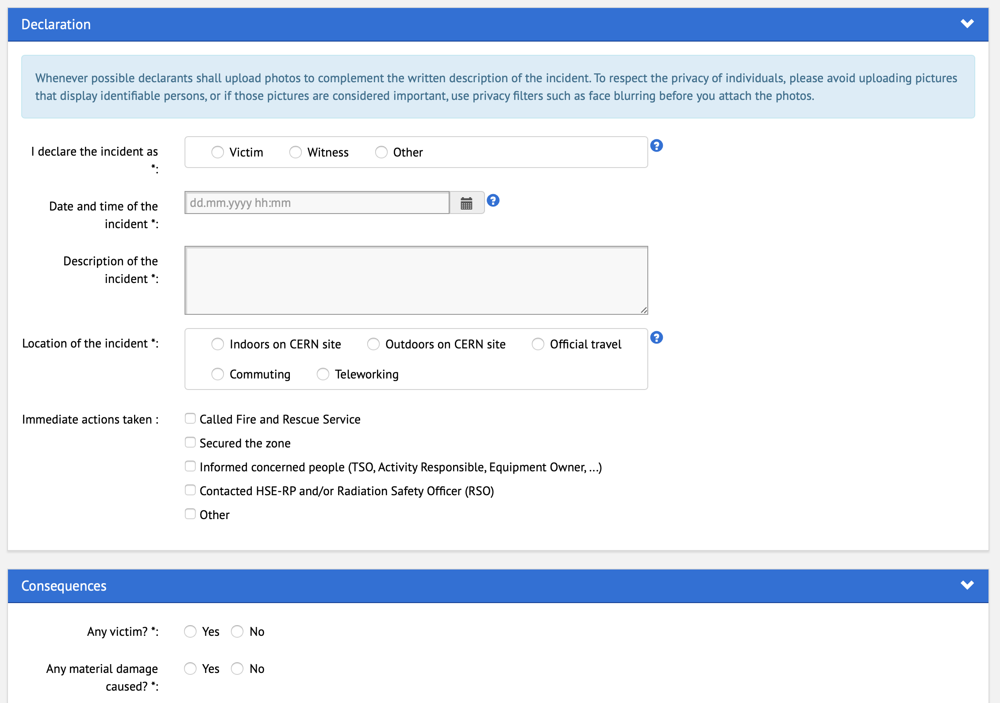 Declaration
Whenever possible declarants shall upload photos to complement the written description of the incident. To respect the privacy of individuals, please avoid uploading pictures
that display identifiable persons, or if those pictures are considered important, use privacy filters such as face blurring before you attach the photos.
I declare the incident as
*:
Victim Witness Other
?
Date and time of the
incident *:
dd.mm.yyyy hh:mm
?
Description of the
incident *:
Location of the incident *:
Indoors on CERN site Outdoors on CERN site Official travel
?
Commuting Teleworking
Immediate actions taken :
Called Fire and Rescue Service
Secured the zone
Informed concerned people (TSO, Activity Responsible, Equipment Owner, ...)
Contacted HSE-RP and/or Radiation Safety Officer (RSO)
Other
Consequences
Any victim? *:
Yes No
Any material damage
caused? *:
Yes No